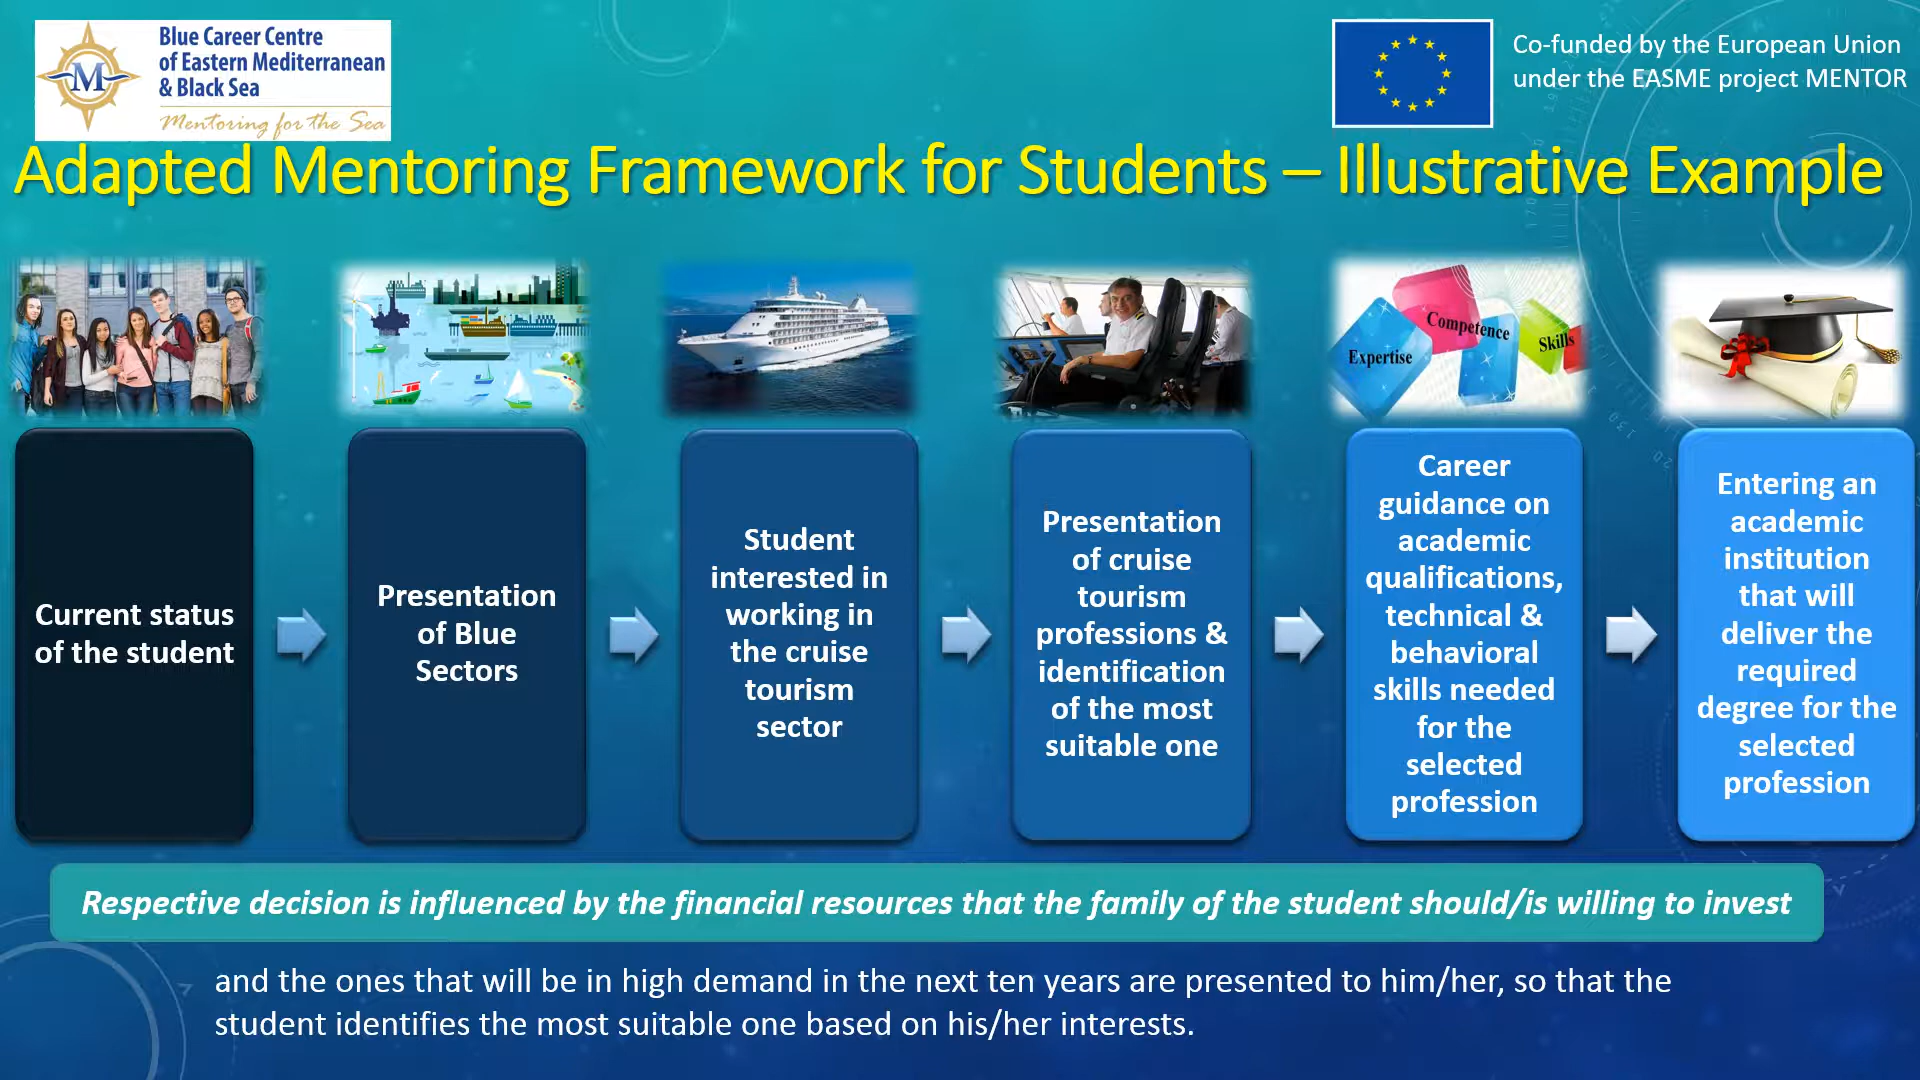 Blue Career Centre
of Eastern Mediterranean
& Black Sea
Mentoring for the Sea
M
Co-funded by the European Union
under the EASME project MENTOR
Adapted Mentoring Framework for Students – Illustrative Example
Expertise
Competence
Skills
Current status
of the student
Presentation
of Blue
Sectors
Student
interested in
working in
the cruise
tourism
sector
Presentation
of cruise
tourism
professions &
identification
of the most
suitable one
Career
guidance on
academic
qualifications,
technical &
behavioral
skills needed
for the
selected
profession
Entering an
academic
institution
that will
deliver the
required
degree for the
selected
profession
Respective decision is influenced by the financial resources that the family of the student should/is willing to invest
and the ones that will be in high demand in the next ten years are presented to him/her, so that the
student identifies the most suitable one based on his/her interests.